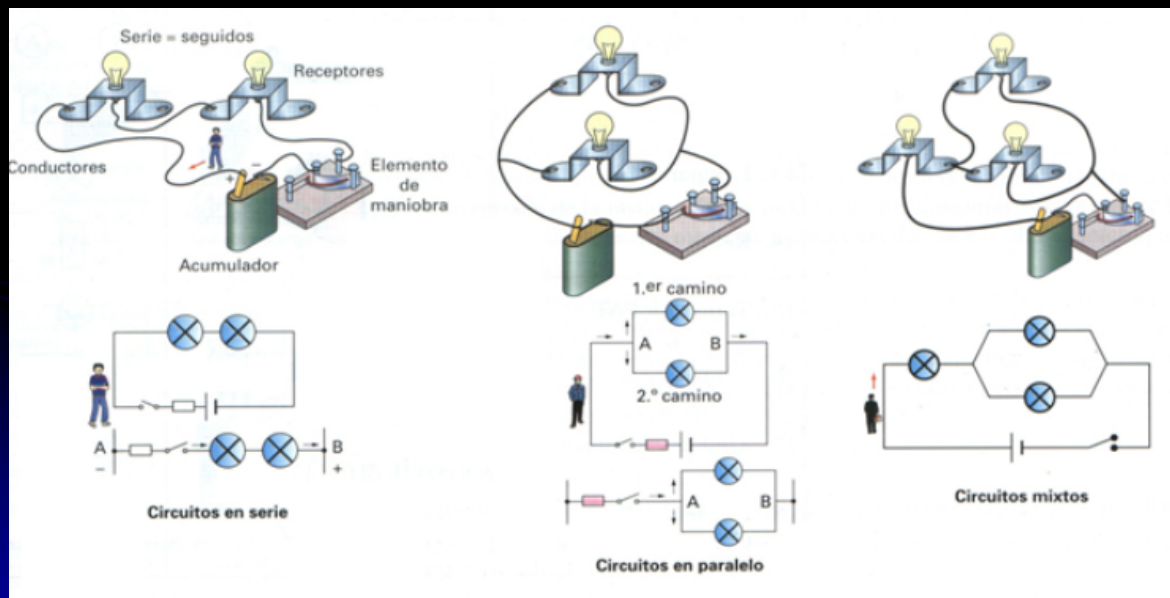 Serie = seguidos
Receptores
Conductores
+
−
Elemento
de
maniobra
Acumulador
A
B
−
+
Circuitos en serie
1.er camino
A
B
2.º camino
A
B
Circuitos en paralelo
Circuitos mixtos